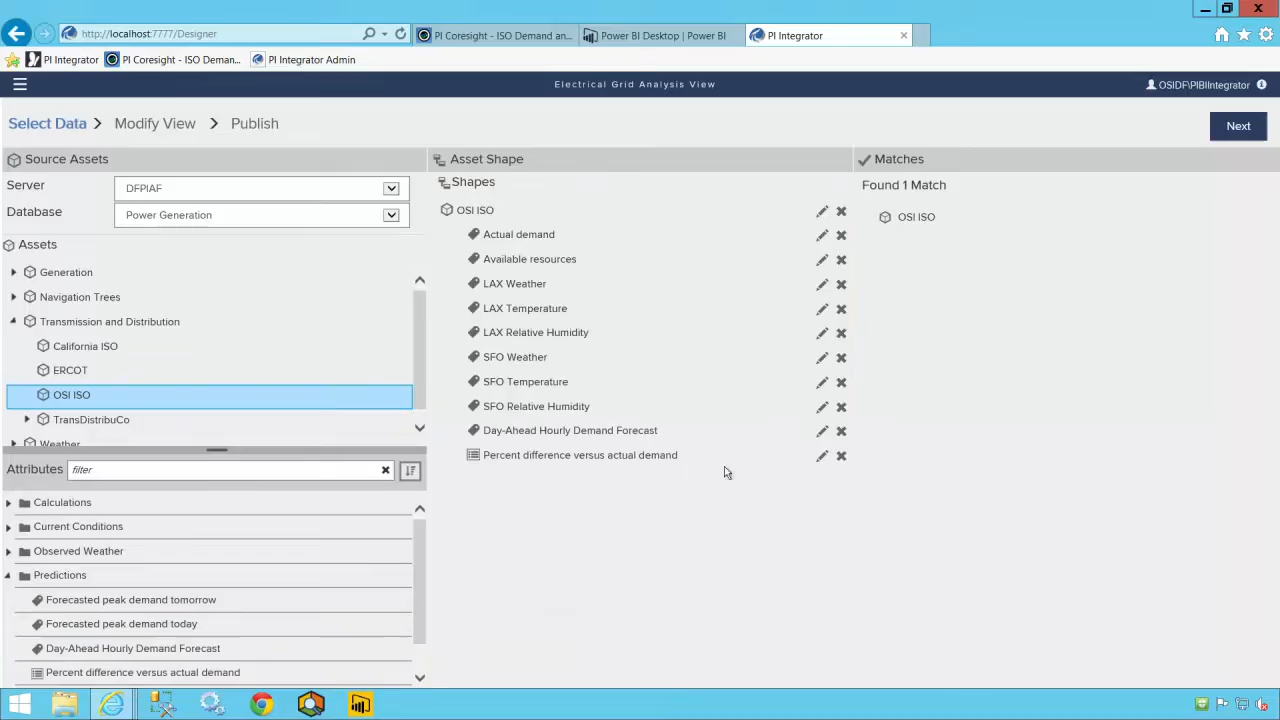 http://localhost:7777/Designer
PI Coresight - ISO Demand an...
Power BI Desktop | Power BI
PI Integrator
PI Integrator
PI Coresight - ISO Deman...
PI Integrator Admin
Electrical Grid Analysis View
OSIDF\PIBIIntegrator
Select Data > Modify View > Publish
Next
Source Assets
Server
DFPIAF
Database
Power Generation
Assets
Generation
Navigation Trees
Transmission and Distribution
California ISO
ERCOT
OSI ISO
TransDistribuCo
Weather
Attributes
filter
Calculations
Current Conditions
Observed Weather
Predictions
Forecasted peak demand tomorrow
Forecasted peak demand today
Day-Ahead Hourly Demand Forecast
Percent difference versus actual demand
Asset Shape
Shapes
OSI ISO
Actual demand
Available resources
LAX Weather
LAX Temperature
LAX Relative Humidity
SFO Weather
SFO Temperature
SFO Relative Humidity
Day-Ahead Hourly Demand Forecast
Percent difference versus actual demand
Matches
Found 1 Match
OSI ISO